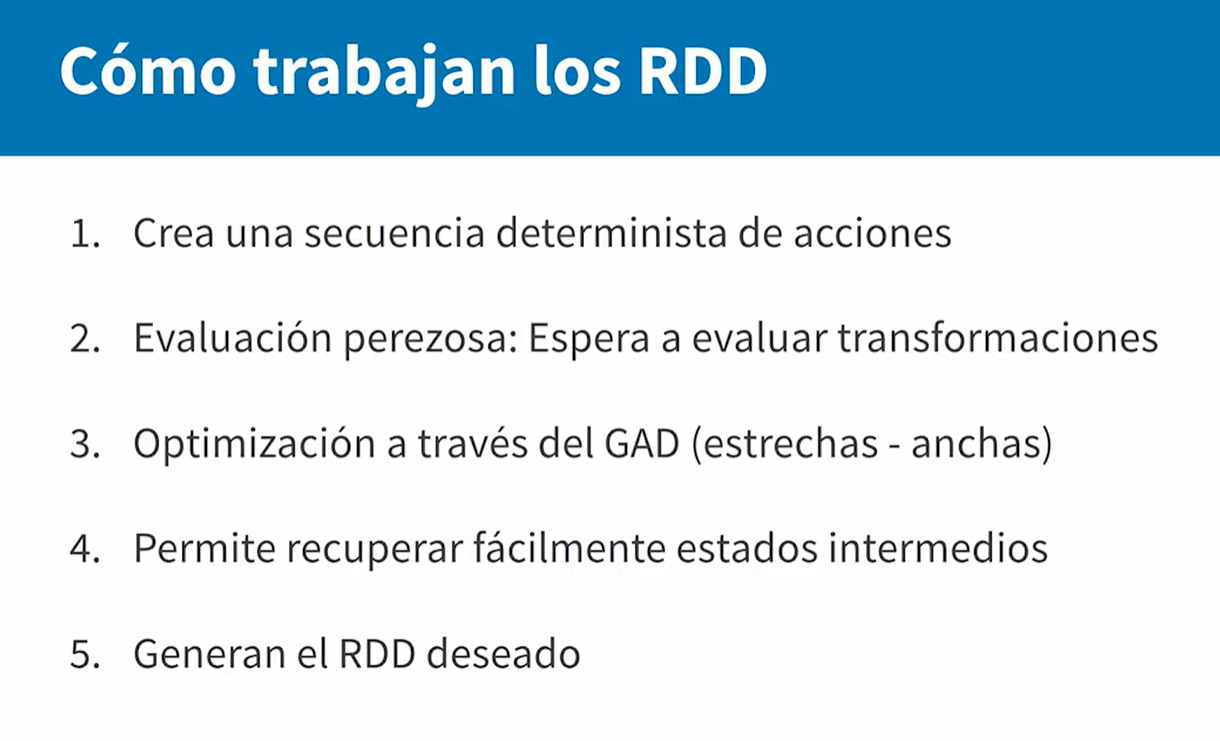 Cómo trabajan los RDD
1. Crea una secuencia determinista de acciones
2. Evaluación perezosa: Espera a evaluar transformaciones
3. Optimización a través del GAD (estrechas - anchas)
4. Permite recuperar fácilmente estados intermedios
5. Generan el RDD deseado